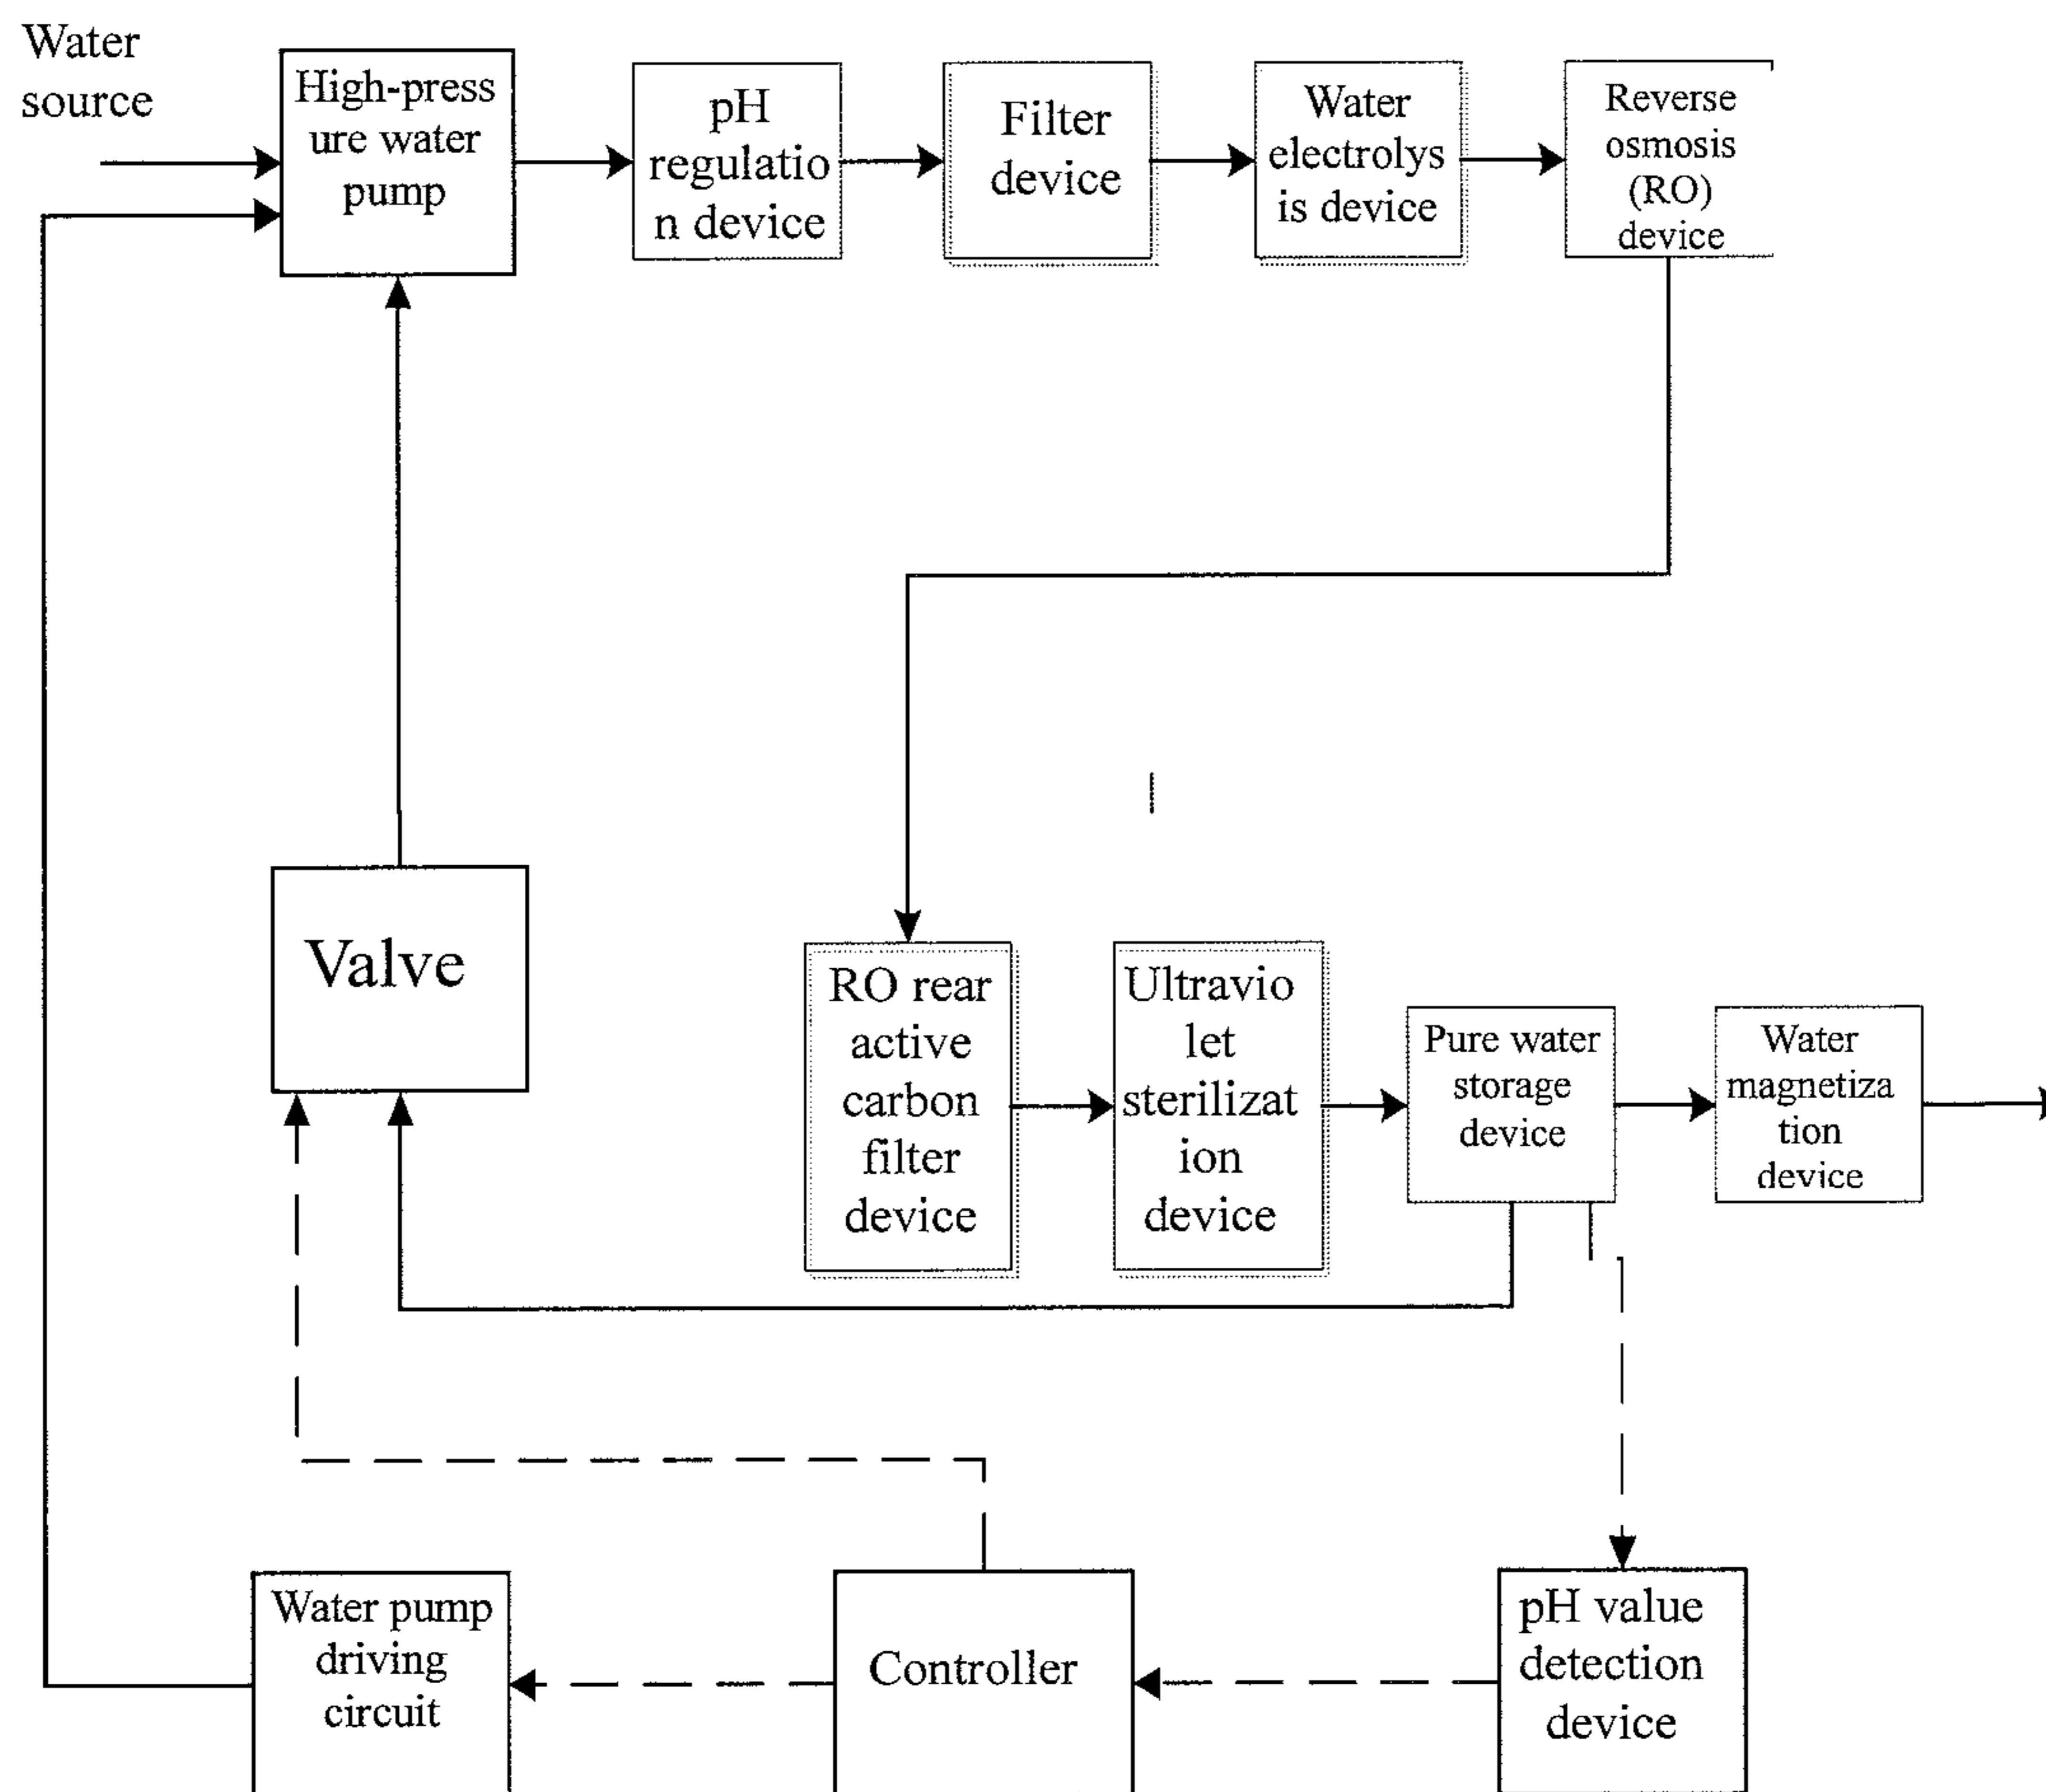 Water
source
High-press
ure water
pump
pH
regulatio
n device
Filter
device
Water
electrolys
is device
Reverse
osmosis
(RO)
device
Valve
RO rear
active
carbon
filter
device
Ultravio
let
sterilizat
ion
device
Pure water
storage
device
Water
magnetiza
tion
device
Water pump
driving
circuit
Controller
pH value
detection
device